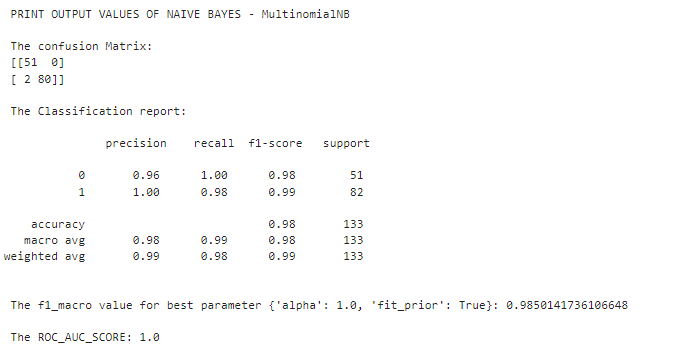 PRINT OUTPUT VALUES OF NAIVE BAYES - MultinomialNB
The confusion Matrix:
[[51 0]
[ 2 80]]
The Classification report:
precision recall f1-score support
0 0.96 1.00 0.98 51
1 1.00 0.98 0.99 82
accuracy 0.98 133
macro avg 0.98 0.99 0.98 133
weighted avg 0.99 0.98 0.99 133
The f1_macro value for best parameter {'alpha': 1.0, 'fit_prior': True}: 0.9850141736106648
The ROC_AUC_SCORE: 1.0